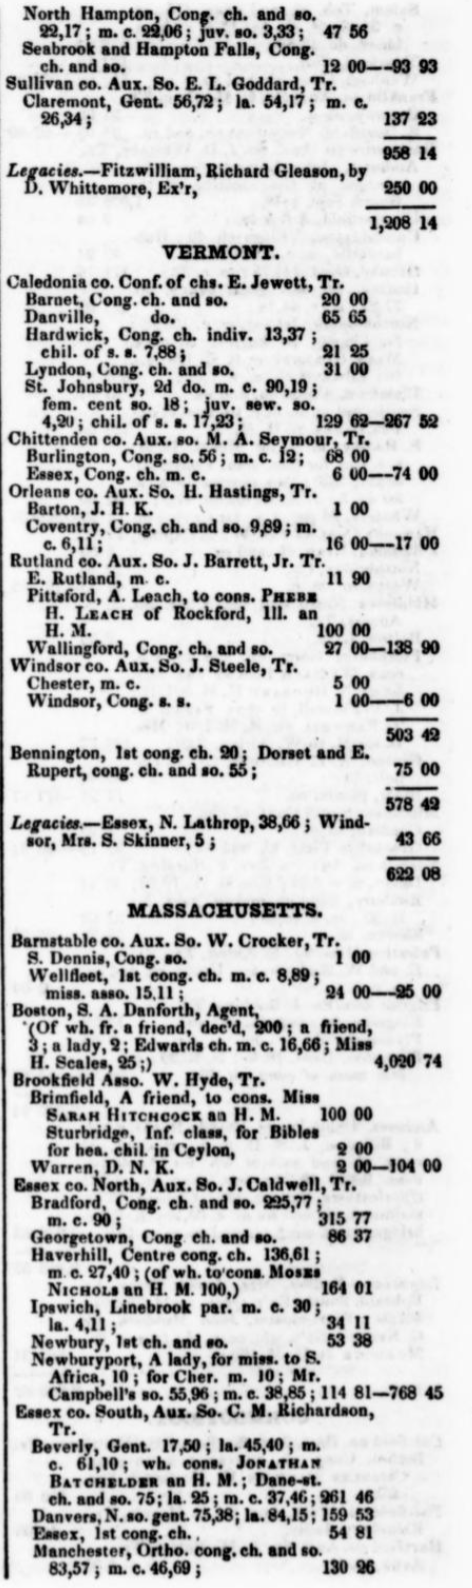 North Hampton, Cong. ch. and so.
22,17; m. c. 22,06; juv. so. 3,33; 47 56
Seabrook and Hampton Falls, Cong.
ch. and so. 12 00—93 93
Sullivan co. Aux. So. E. L. Goddard, Tr.
Claremont, Gent. 56,72; la. 54,17; m. c.
26,34; 137 23
958 14
Legacies.—Fitzwilliam, Richard Gleason, by
D. Whittemore, Ex'r, 250 00
1,208 14
VERMONT.
Caledonia co. Conf. of chs. E. Jewett, Tr.
Barnet, Cong. ch. and so. 20 00
Danville, do. 65 65
Hardwick, Cong. ch. indiv. 13,37;
chil. of s. s. 7,88; 21 25
Lyndon, Cong. ch. and so. 31 00
St. Johnsbury, 2d do. m. c. 90,19;
fem. cent so. 18; juv. sew. so.
4,20; chil. of s. s. 17,23; 129 62—267 52
Chittenden co. Aux. so. M. A. Seymour, Tr.
Burlington, Cong. so. 56; m. c. 12; 68 00
Essex, Cong. ch. m. c. 6 00—74 00
Orleans co. Aux. So. H. Hastings, Tr.
Barton, J. H. K. 1 00
Coventry, Cong. ch. and so. 9,89; m.
c. 6,11; 16 00—17 00
Rutland co. Aux. So. J. Barrett, Jr. Tr.
E. Rutland, m. c. 11 90
Pittsford, A. Leach, to cons. PHEBE
H. LEACH of Rockford, Ill. an
H. M. 100 00
Wallingford, Cong. ch. and so. 27 00—138 90
Windsor co. Aux. So. J. Steele, Tr.
Chester, m. c. 5 00
Windsor, Cong. s. s. 1 00—6 00
503 42
Bennington, 1st cong. ch. 20; Dorset and E.
Rupert, cong. ch. and so. 55; 75 00
578 42
Legacies.—Essex, N. Lathrop, 38,66; Wind-
sor, Mrs. S. Skinner, 5; 43 66
622 08
MASSACHUSETTS.
Barnstable co. Aux. So. W. Crocker, Tr.
S. Dennis, Cong. so. 1 00
Wellfleet, 1st cong. ch. m. c. 8,89;
miss. asso. 15,11; 24 00—25 00
Boston, S. A. Danforth, Agent,
(Of wh. fr. a friend, dec'd, 200; a friend,
3; a lady, 2; Edwards ch. m. c. 16,66; Miss
H. Scales, 25;) 4,020 74
Brookfield Asso. W. Hyde, Tr.
Brimfield, A friend, to cons. Miss
SARAH HITCHCOCK an H. M. 100 00
Sturbridge, Inf. class, for Bibles
for hea. chil. in Ceylon, 2 00
Warren, D. N. K. 2 00—104 00
Essex co. North, Aux. So. J. Caldwell, Tr.
Bradford, Cong. ch. and so. 225,77;
m. c. 90; 315 77
Georgetown, Cong ch. and so. 86 37
Haverhill, Centre cong. ch. 136,61;
m. c. 27,40; (of wh. to cons. MOSES
NICHOLS an H. M. 100,) 164 01
Ipswich, Linebrook par. m. c. 30;
la. 4,11; 34 11
Newbury, 1st ch. and so. 53 38
Newburyport, A lady, for miss. to S.
Africa, 10; for Cher. m. 10; Mr.
Campbell's so. 55,96; m. c. 38,85; 114 81—768 45
Essex co. South, Aux. So. C. M. Richardson,
Tr.
Beverly, Gent. 17,50; la. 45,40; m.
c. 61,10; wh. cons. JONATHAN
BATCHELDER an H. M.; Dane-st.
ch. and so. 75; la. 25; m. c. 37,46; 261 46
Danvers, N. so. gent. 75,38; la. 84,15; 159 53
Essex, 1st cong. ch. 54 81
Manchester, Ortho. cong. ch. and so.
83,57; m. c. 46,69; 130 26